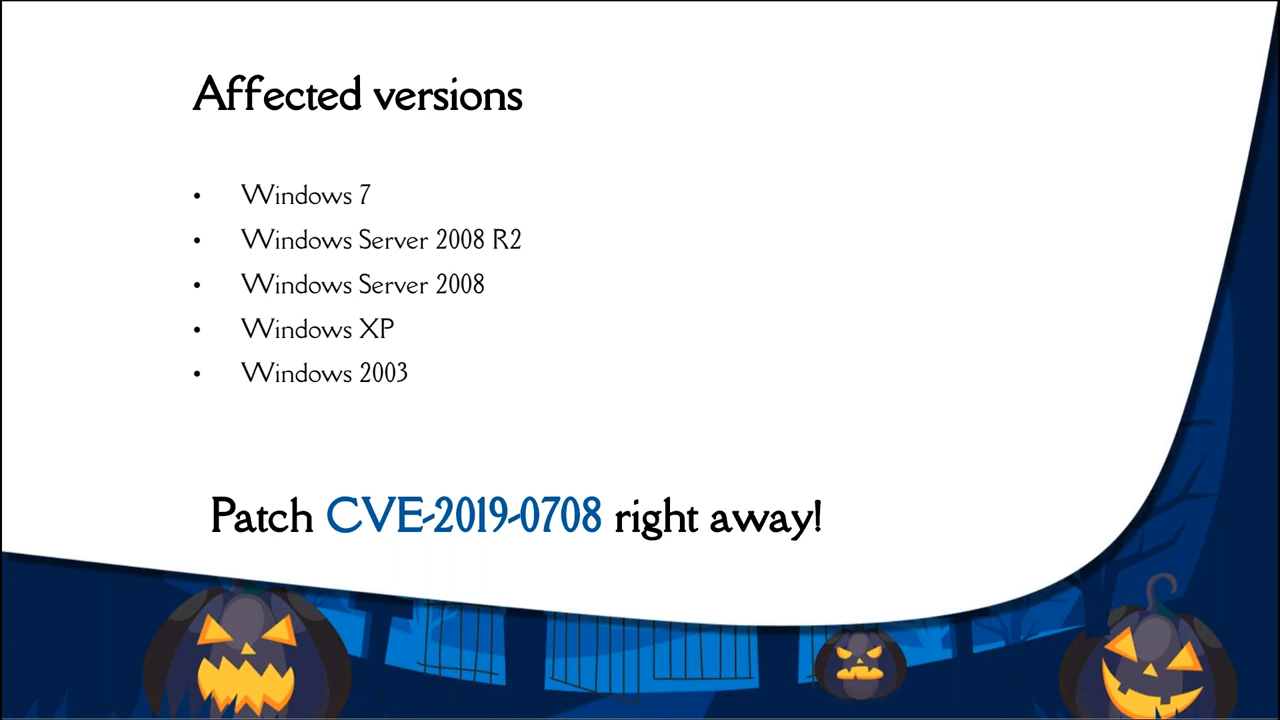 Affected versions
• Windows 7
• Windows Server 2008 R2
• Windows Server 2008
• Windows XP
• Windows 2003
Patch CVE-2019-0708 right away!